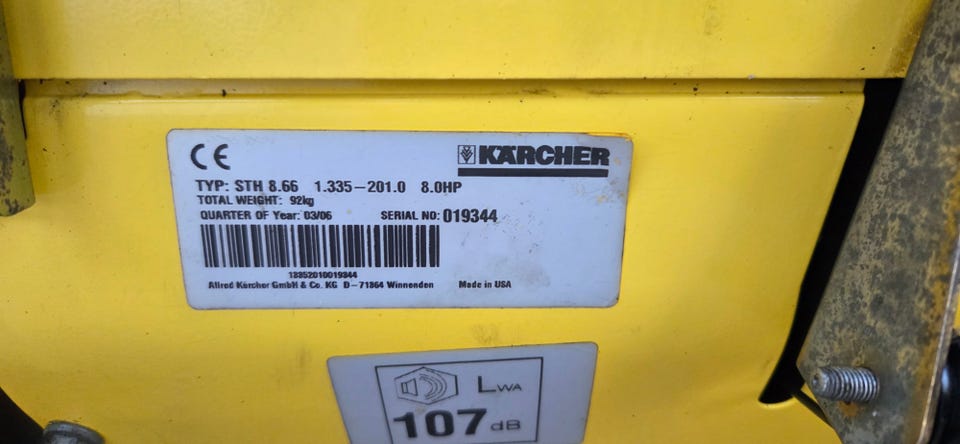 CE
KÄRCHER
TYP: STH 8.66 1.335-201.0 8.0HP
TOTAL WEIGHT: 92kg
QUARTER OF Year: 03/06 SERIAL NO: 019344
13352010019344
Alfred Kärcher GmbH & Co. KG D-71364 Winnenden Made in USA
LWA
107 dB